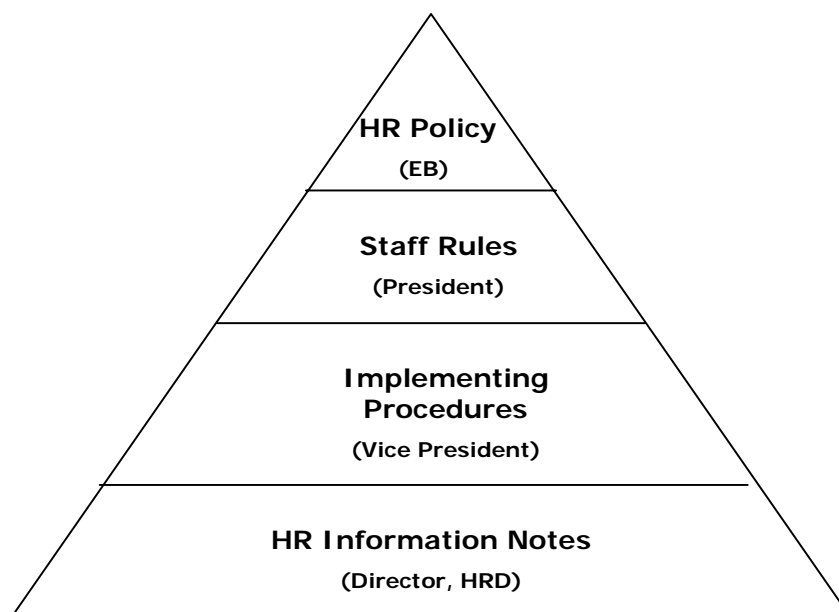 HR Policy
(EB)
Staff Rules
(President)
Implementing
Procedures
(Vice President)
HR Information Notes
(Director, HRD)